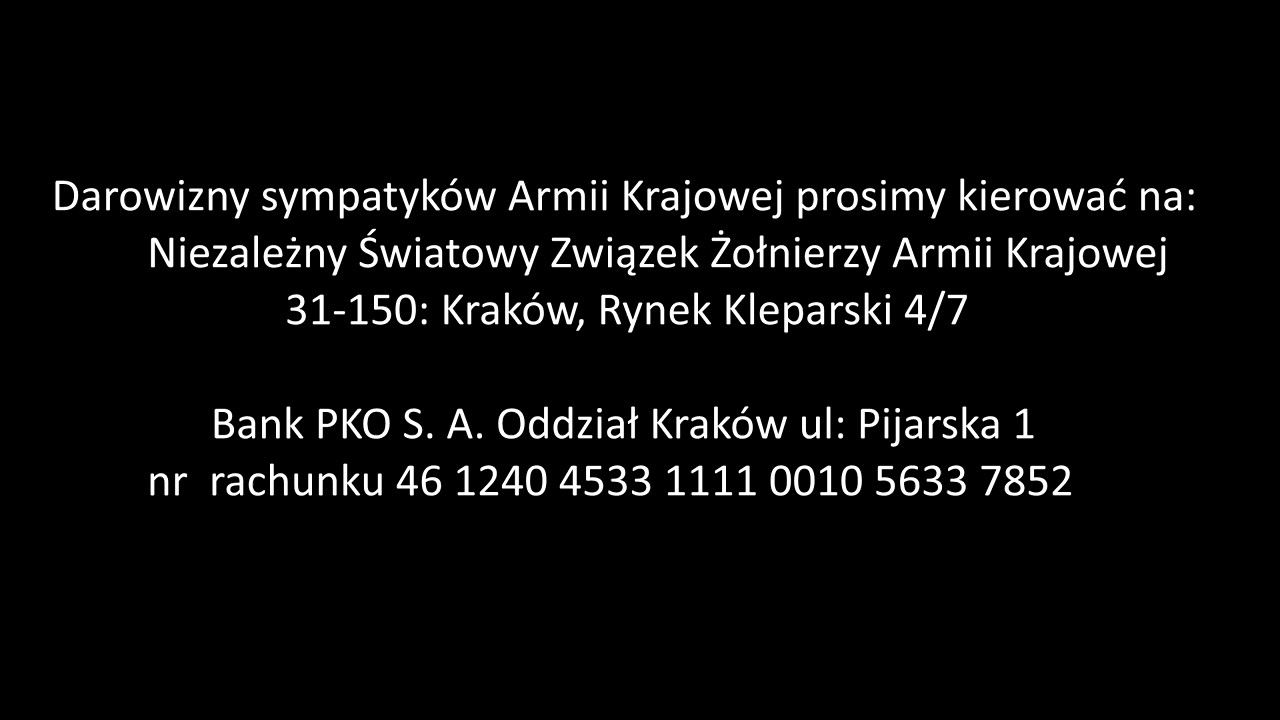 Darowizny sympatyków Armii Krajowej prosimy kierować na:
Niezależny Światowy Związek Żołnierzy Armii Krajowej
31-150: Kraków, Rynek Kleparski 4/7
Bank PKO S. A. Oddział Kraków ul: Pijarska 1
nr rachunku 46 1240 4533 1111 0010 5633 7852